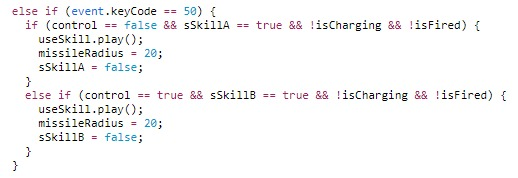 else if (event.keyCode == 50) {
if (control == false && sSkillA == true && !isCharging && !isFired) {
useSkill.play();
missileRadius = 20;
sSkillA = false;
}
else if (control == true && sSkillB == true && !isCharging && !isFired) {
useSkill.play();
missileRadius = 20;
sSkillB = false;
}
}